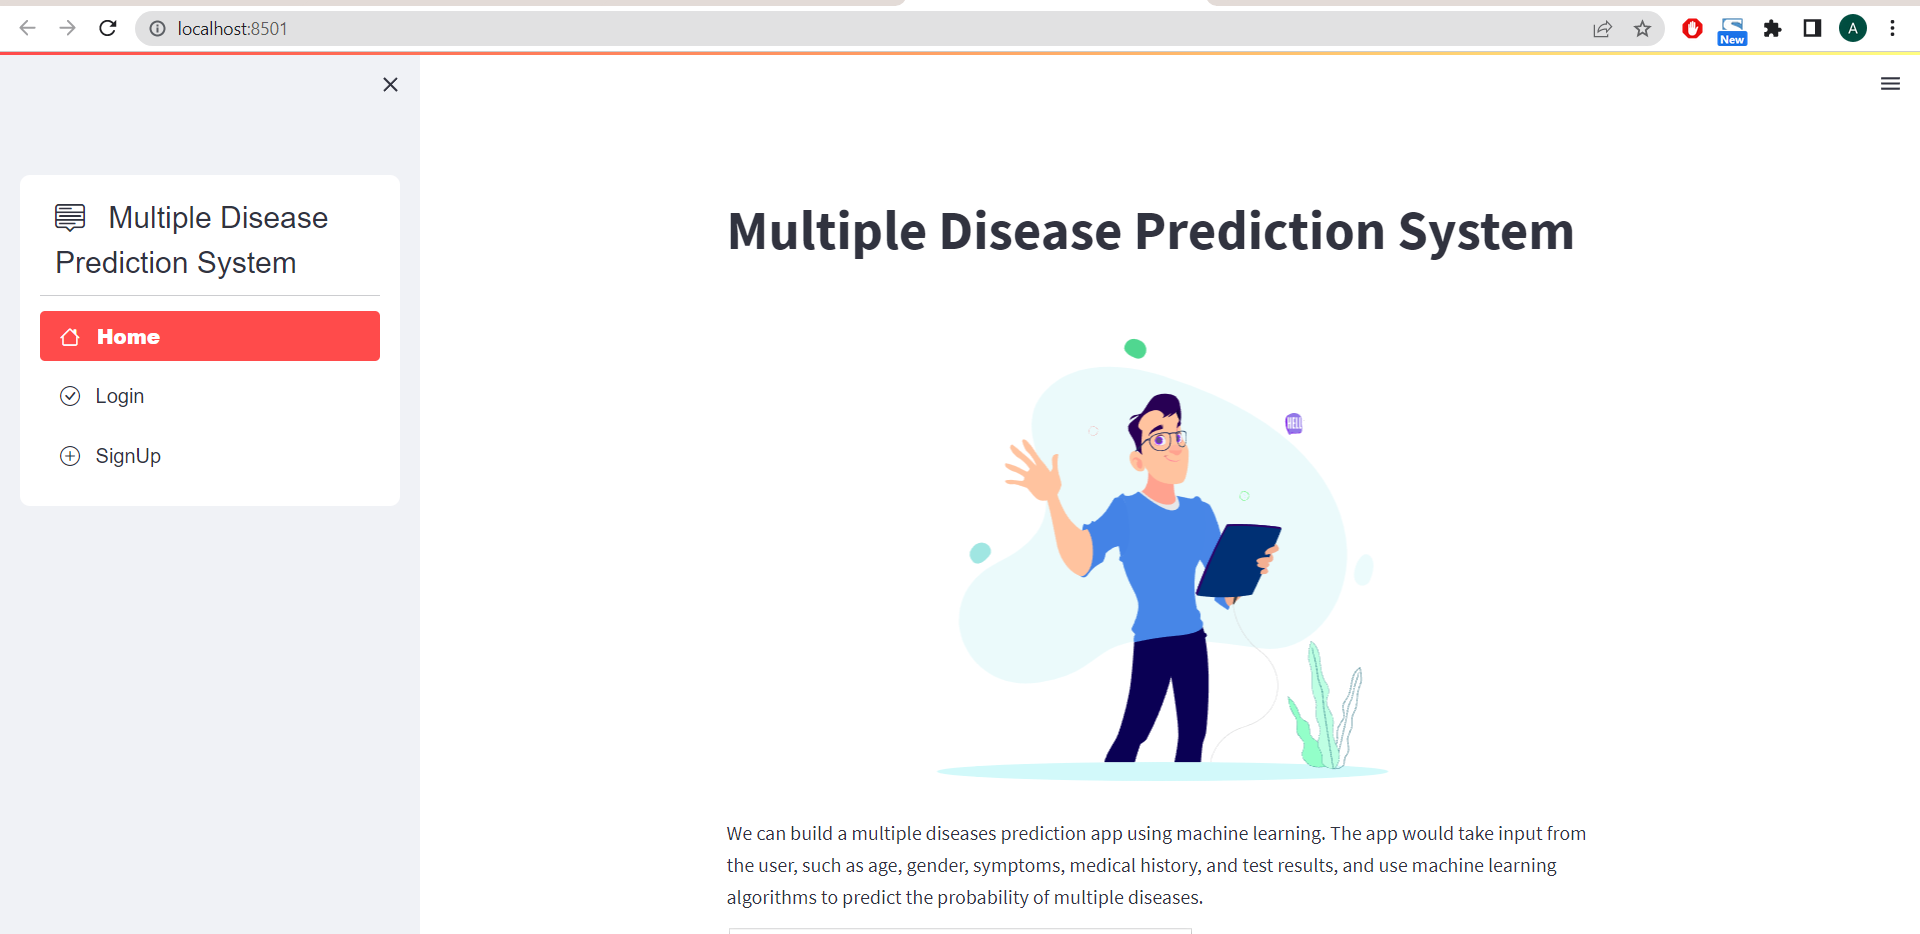 localhost:8501
New
A
Multiple Disease
Prediction System
Home
Login
SignUp
Multiple Disease Prediction System
HELL
We can build a multiple diseases prediction app using machine learning. The app would take input from
the user, such as age, gender, symptoms, medical history, and test results, and use machine learning
algorithms to predict the probability of multiple diseases.